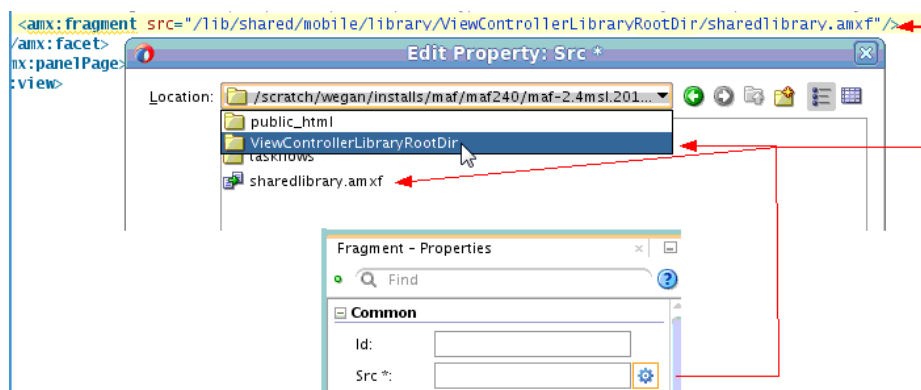 <amx:fragment src="/lib/shared/mobile/library/ViewControllerLibraryRootDir/sharedlibrary.amxf"/>
/amx:facet>
mx:panelPage>
:view>
Edit Property: Src *
Location: /scratch/wegan/installs/maf/maf240/maf-2.4msl.201...
public_html
ViewControllerLibraryRootDir
taskflows
sharedlibrary.amxf
Fragment - Properties
Find
Common
Id:
Src *: